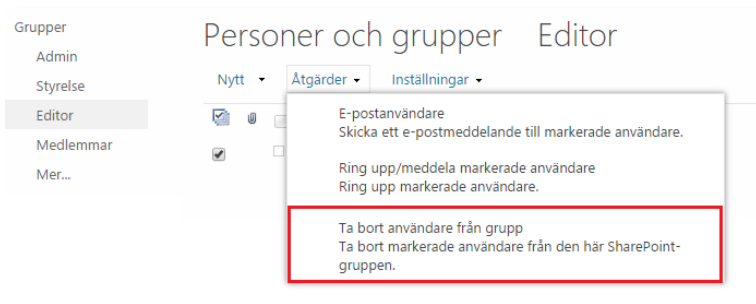 Grupper
Admin
Styrelse
Editor
Medlemmar
Mer...
Personer och grupper Editor
Nytt Åtgärder Inställningar
E-postanvändare
Skicka ett e-postmeddelande till markerade användare.
Ring upp/meddela markerade användare
Ring upp markerade användare.
Ta bort användare från grupp
Ta bort markerade användare från den här SharePoint-
gruppen.